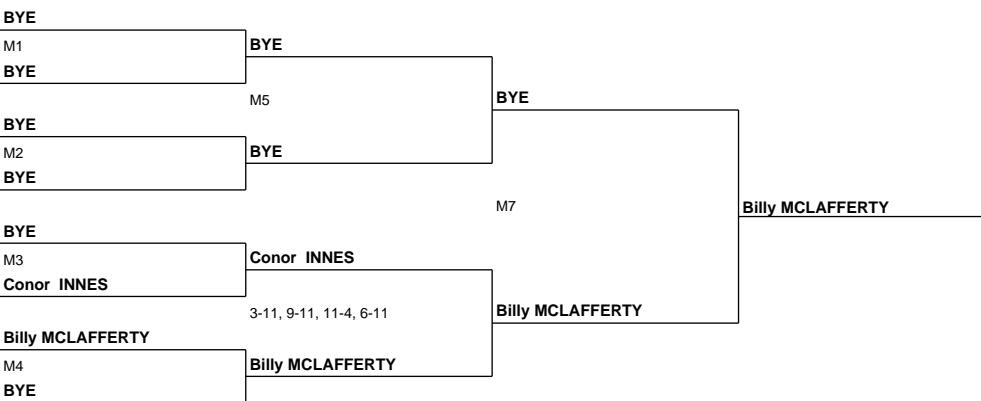 BYE
M1
BYE
BYE
M5
BYE
BYE
M2
BYE
BYE
M7
Billy MCLAFFERTY
BYE
M3
Conor INNES
Conor INNES
3-11, 9-11, 11-4, 6-11
Billy MCLAFFERTY
Billy MCLAFFERTY
M4
Billy MCLAFFERTY
BYE